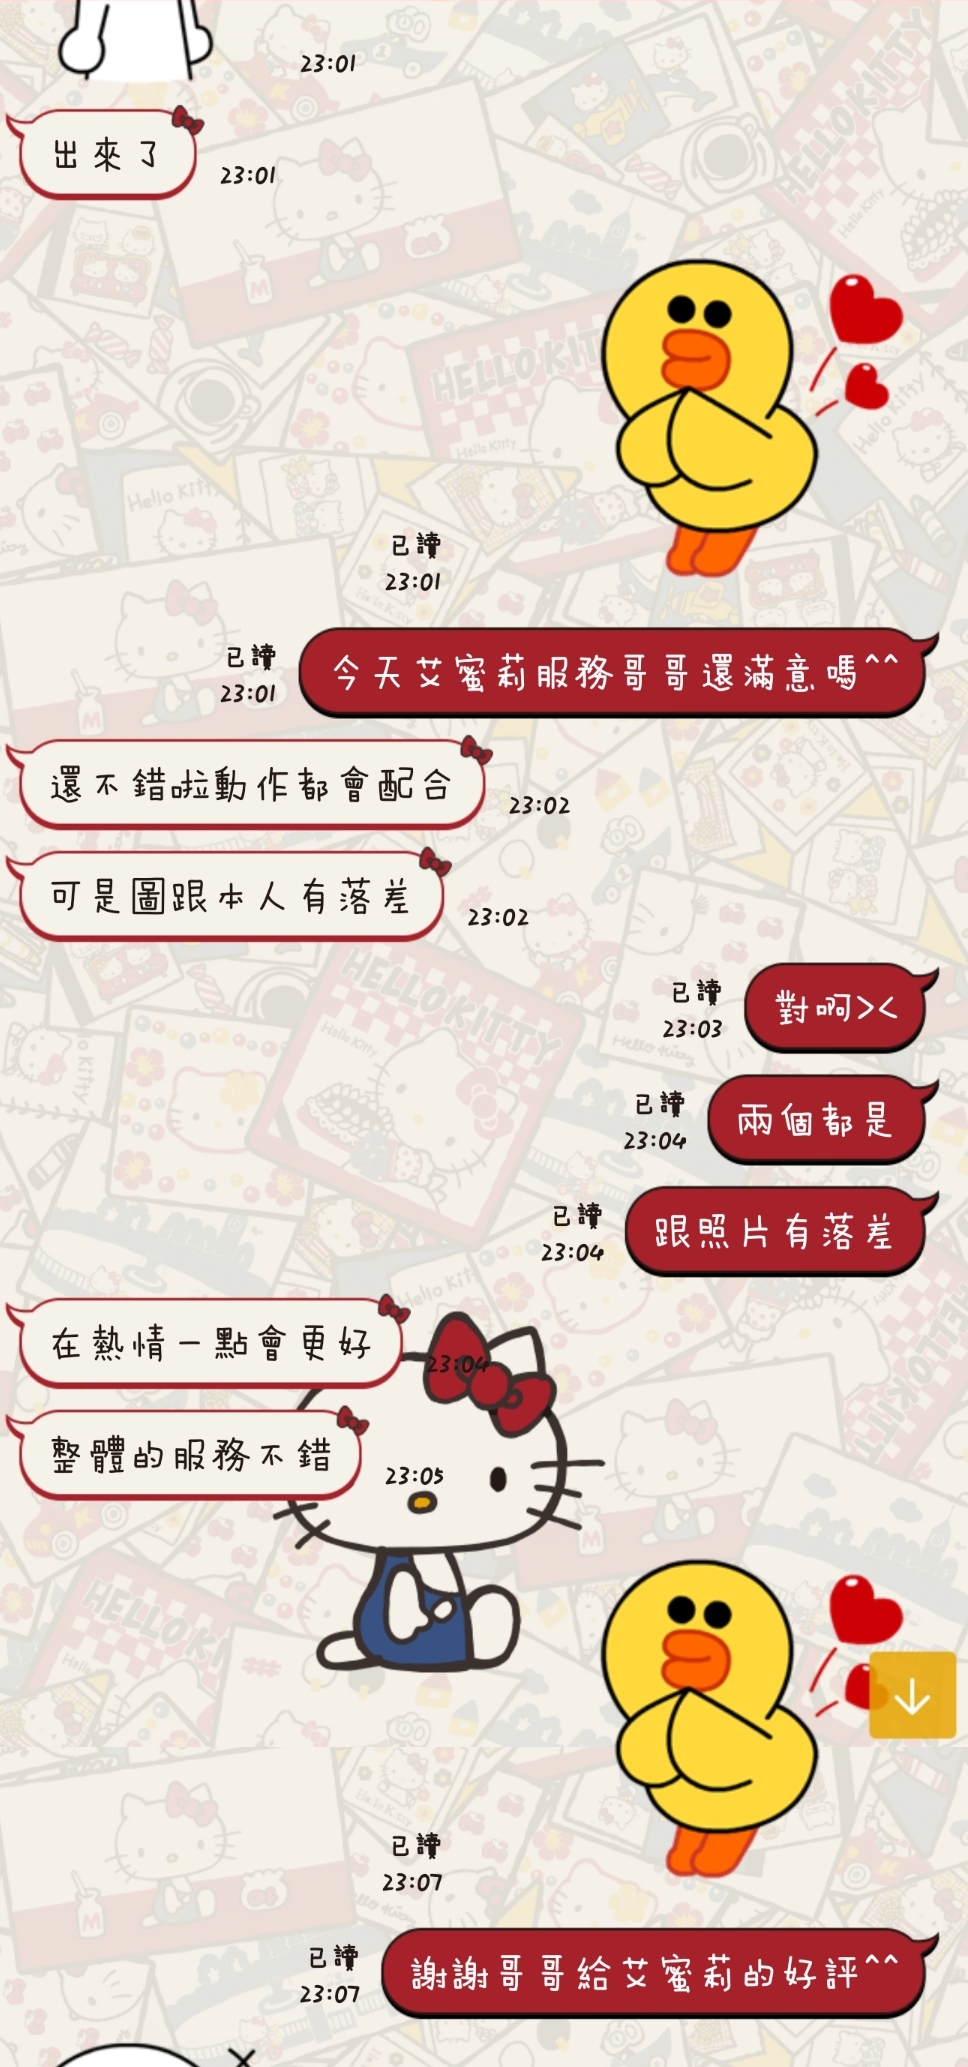 23:01
出來了
23:01
已讀
23:01
已讀
23:01
今天艾蜜莉服務哥哥還滿意嗎^^
還不錯啦動作都會配合
23:02
可是圖跟本人有落差
23:02
已讀
23:03
對啊><
已讀
23:04
兩個都是
已讀
23:04
跟照片有落差
在熱情一點會更好
23:04
整體的服務不錯
23:05
已讀
23:07
已讀
23:07
謝謝哥哥給艾蜜莉的好評^^